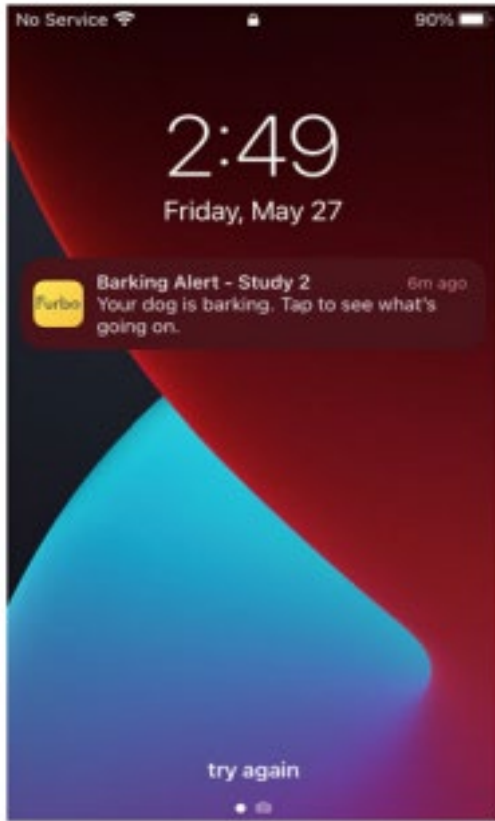 No Service 90%
2:49
Friday, May 27
Barking Alert - Study 2 6m ago
Furbo
Your dog is barking. Tap to see what's
going on.
try again